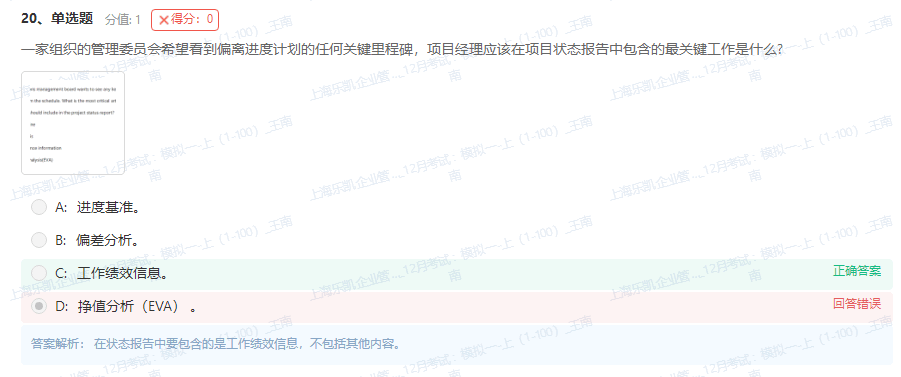 20、单选题 分值: 1 ×得分：0
一家组织的管理委员会希望看到偏离进度计划的任何关键里程碑，项目经理应该在项目状态报告中包含的最关键工作是什么?
ws management board wants to see any ke
m the schedule. What is the most critical art
hould include in the project status report?
nce information
nalysis(EVA)
A: 进度基准。
B: 偏差分析。
C: 工作绩效信息。 正确答案
D: 挣值分析（EVA） 。 回答错误
答案解析： 在状态报告中要包含的是工作绩效信息，不包括其他内容。
上海乐凯企业管... 12月考试：模拟一上（1-100）_王南南